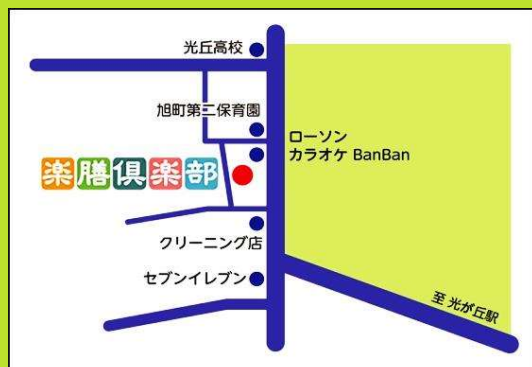 光丘高校
旭町第二保育園
ローソン
カラオケ BanBan
楽膳倶楽部
クリーニング店
セブンイレブン
至 光が丘駅